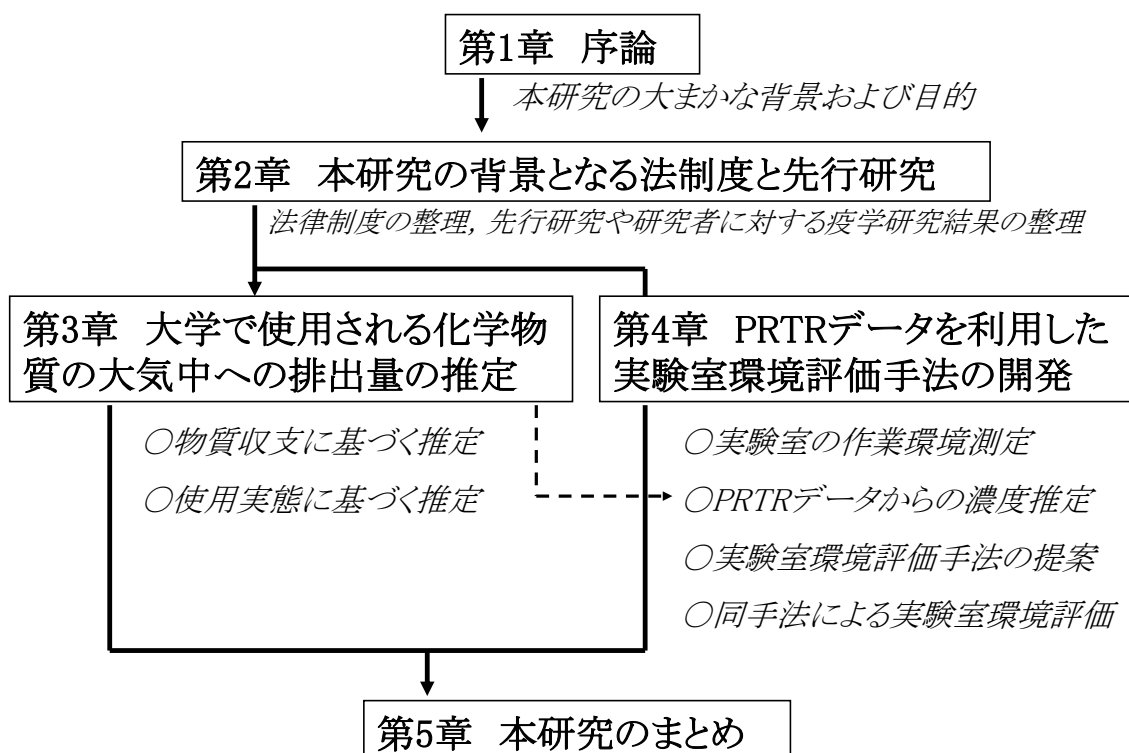 第1章　序論
本研究の大まかな背景および目的
第2章　本研究の背景となる法制度と先行研究
法律制度の整理, 先行研究や研究者に対する疫学研究結果の整理
第3章　大学で使用される化学物
質の大気中への排出量の推定
○物質収支に基づく推定
○使用実態に基づく推定
第4章　PRTRデータを利用した
実験室環境評価手法の開発
○実験室の作業環境測定
○PRTRデータからの濃度推定
○実験室環境評価手法の提案
○同手法による実験室環境評価
第5章　本研究のまとめ